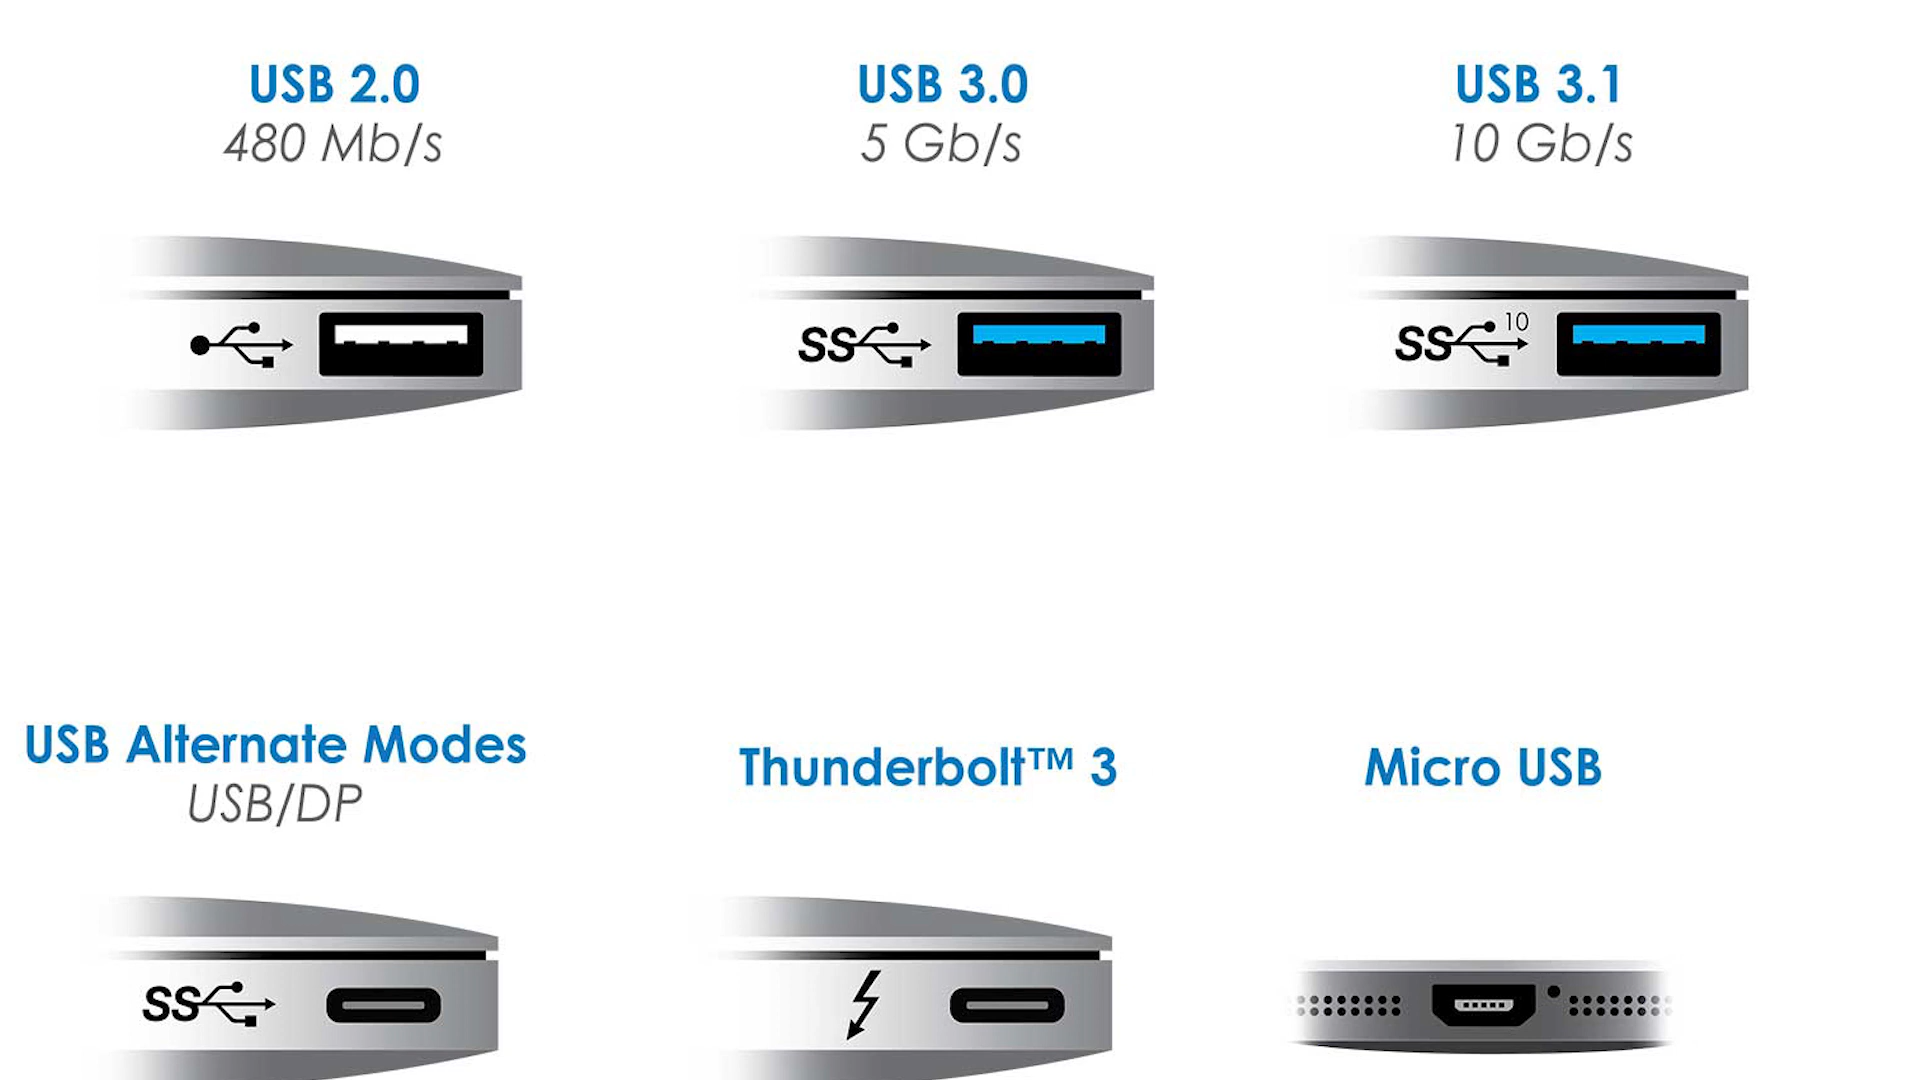 USB 2.0
480 Mb/s
USB 3.0
5 Gb/s
USB 3.1
10 Gb/s
SS
SS 10
USB Alternate Modes
USB/DP
Thunderbolt™ 3
Micro USB
SS